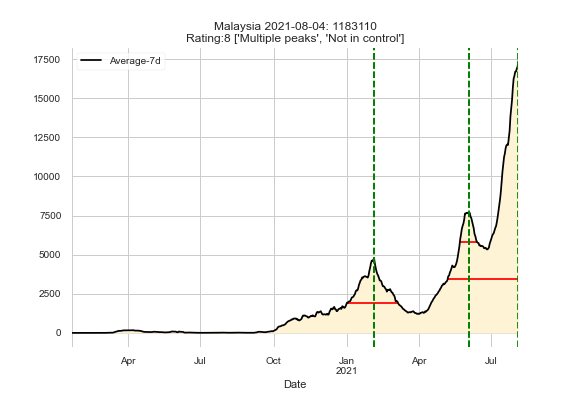 Malaysia 2021-08-04: 1183110
Rating:8 ['Multiple peaks', 'Not in control']
Average-7d
17500
15000
12500
10000
7500
5000
2500
0
Apr
Jul
Oct
Jan
2021
Apr
Jul
Date